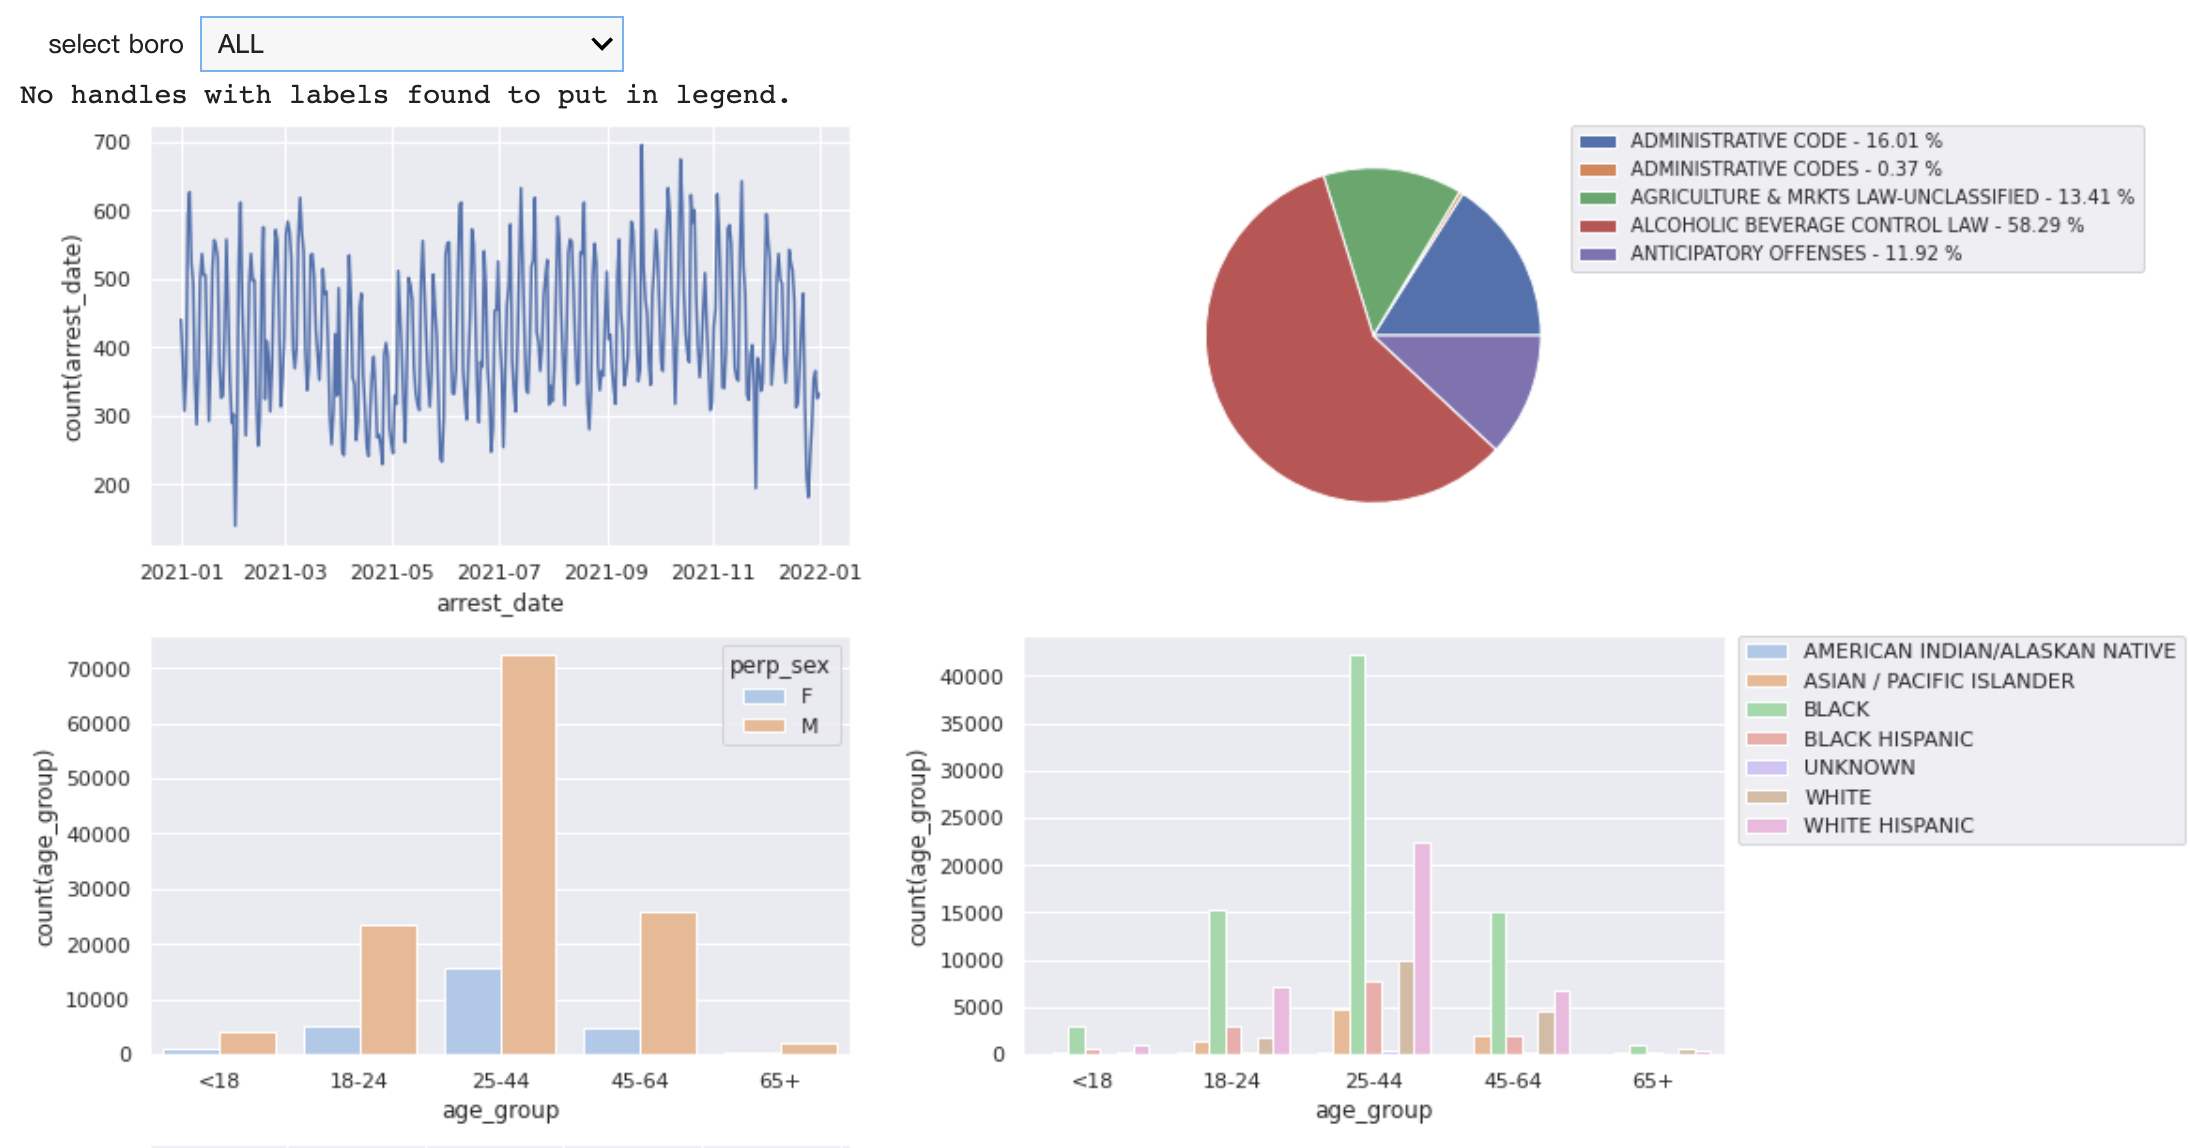 select boro ALL
No handles with labels found to put in legend.
700
600
500
400
300
200
count(arrest_date)
2021-01 2021-03 2021-05 2021-07 2021-09 2021-11 2022-01
arrest_date
ADMINISTRATIVE CODE - 16.01 %
ADMINISTRATIVE CODES - 0.37 %
AGRICULTURE & MRKTS LAW-UNCLASSIFIED - 13.41 %
ALCOHOLIC BEVERAGE CONTROL LAW - 58.29 %
ANTICIPATORY OFFENSES - 11.92 %
70000
60000
50000
40000
30000
20000
10000
0
count(age_group)
perp_sex
F
M
<18 18-24 25-44 45-64 65+
age_group
40000
35000
30000
25000
20000
15000
10000
5000
0
count(age_group)
<18 18-24 25-44 45-64 65+
age_group
AMERICAN INDIAN/ALASKAN NATIVE
ASIAN / PACIFIC ISLANDER
BLACK
BLACK HISPANIC
UNKNOWN
WHITE
WHITE HISPANIC